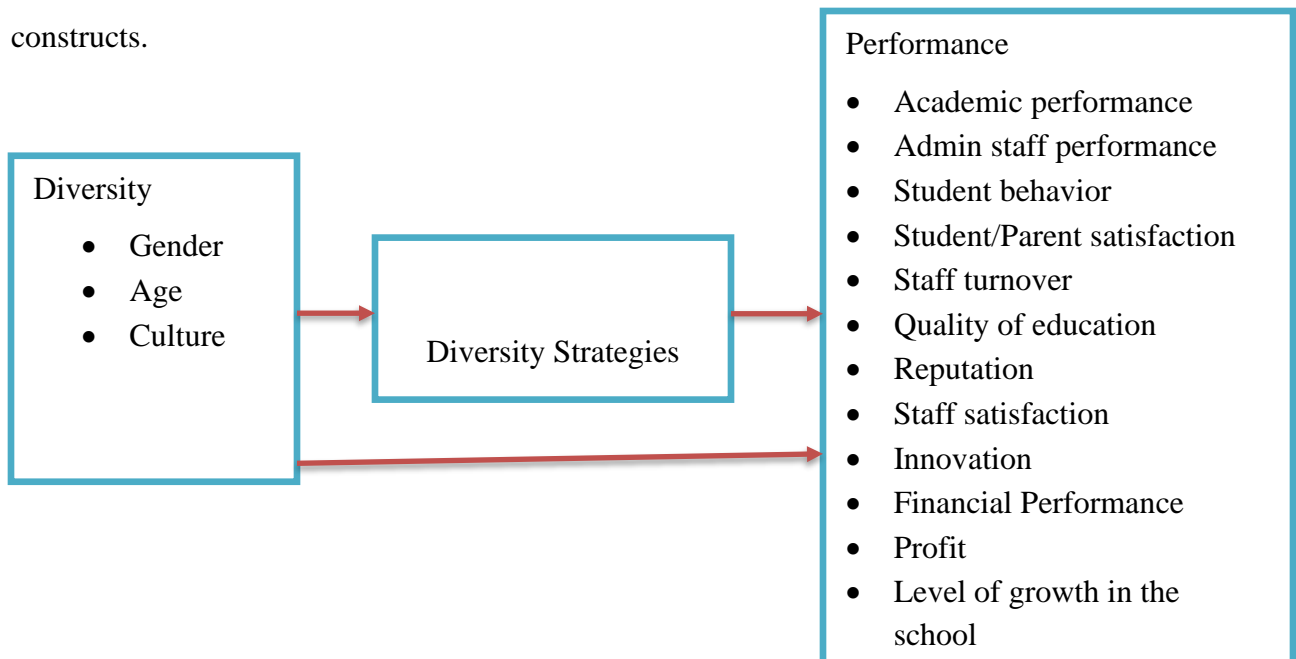 constructs.
Diversity
• Gender
• Age
• Culture
Diversity Strategies
Performance
• Academic performance
• Admin staff performance
• Student behavior
• Student/Parent satisfaction
• Staff turnover
• Quality of education
• Reputation
• Staff satisfaction
• Innovation
• Financial Performance
• Profit
• Level of growth in the
school